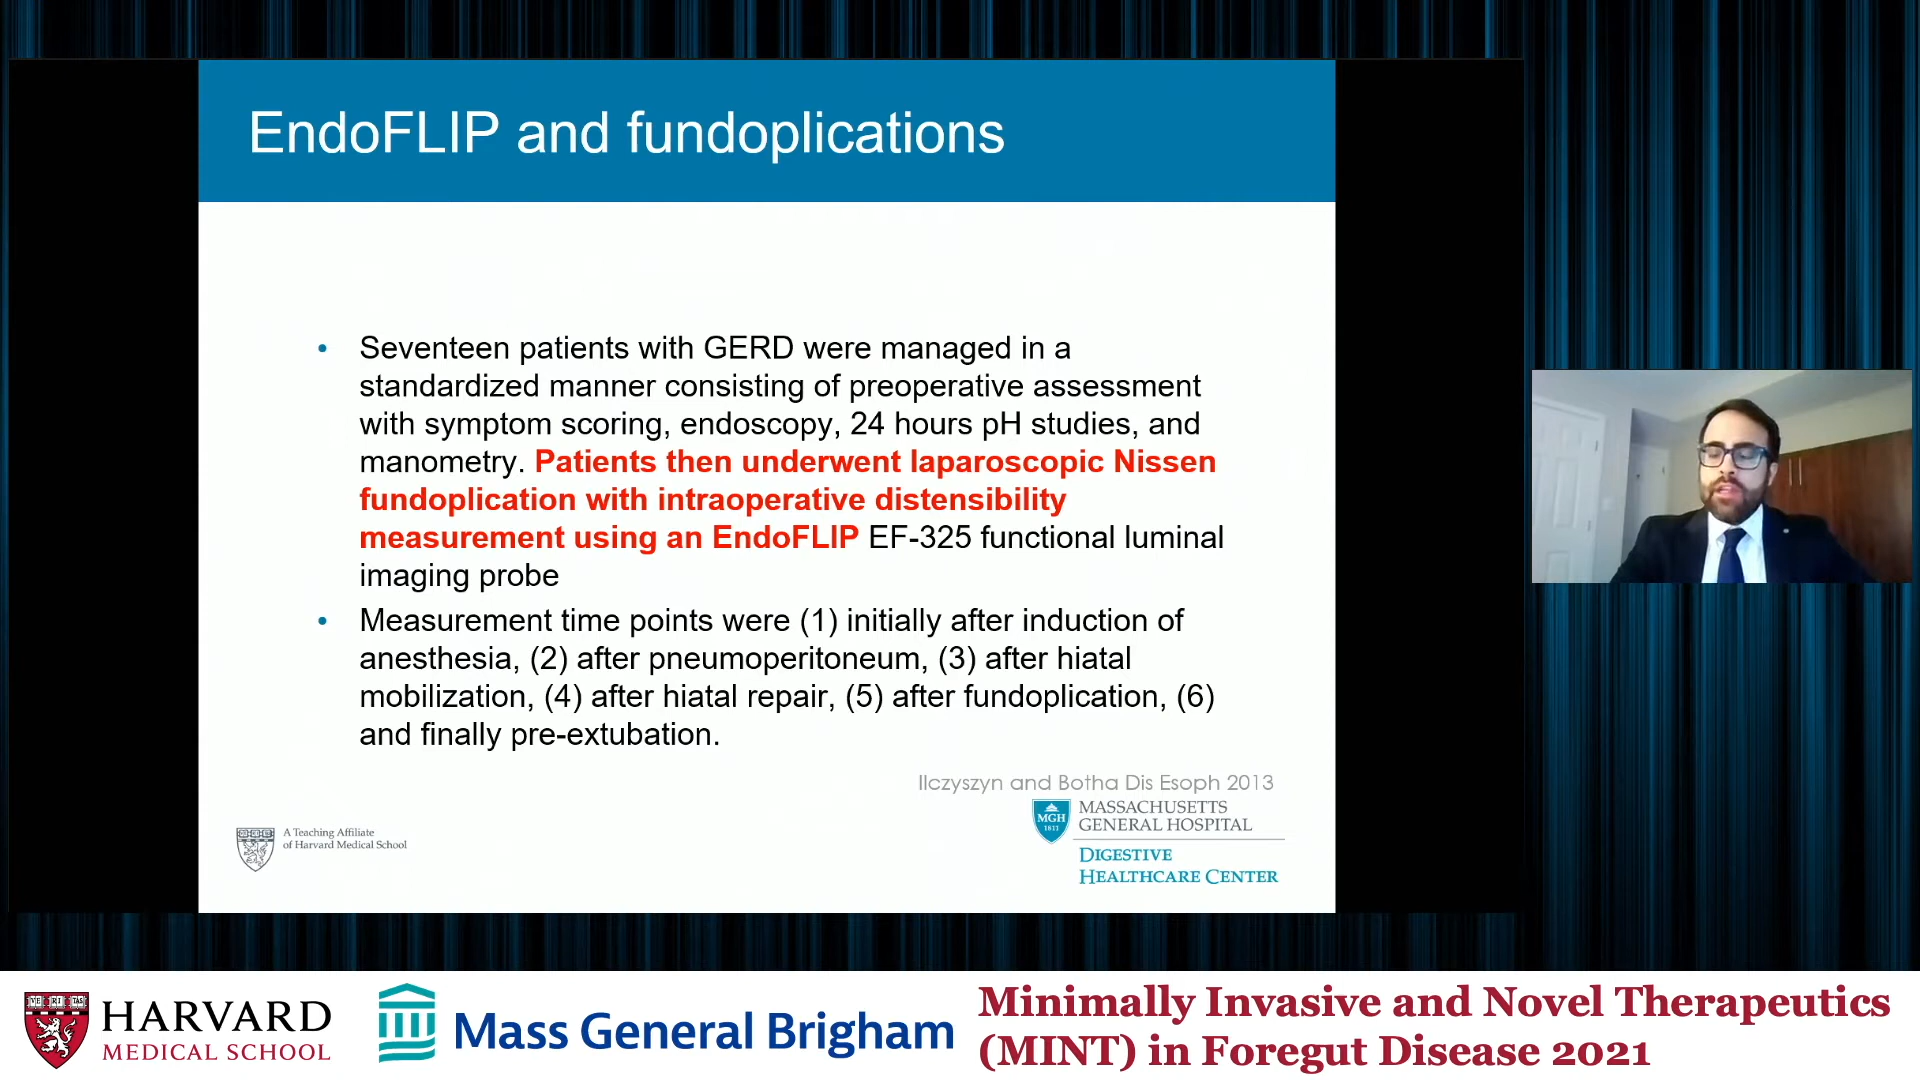 EndoFLIP and fundoplications
• Seventeen patients with GERD were managed in a
standardized manner consisting of preoperative assessment
with symptom scoring, endoscopy, 24 hours pH studies, and
manometry. Patients then underwent laparoscopic Nissen
fundoplication with intraoperative distensibility
measurement using an EndoFLIP EF-325 functional luminal
imaging probe
• Measurement time points were (1) initially after induction of
anesthesia, (2) after pneumoperitoneum, (3) after hiatal
mobilization, (4) after hiatal repair, (5) after fundoplication, (6)
and finally pre-extubation.
Ilczyszyn and Botha Dis Esoph 2013
A Teaching Affiliate
of Harvard Medical School
MGH
1811
MASSACHUSETTS
GENERAL HOSPITAL
DIGESTIVE
HEALTHCARE CENTER
VE RI TAS
HARVARD
MEDICAL SCHOOL
Mass General Brigham
Minimally Invasive and Novel Therapeutics
(MINT) in Foregut Disease 2021